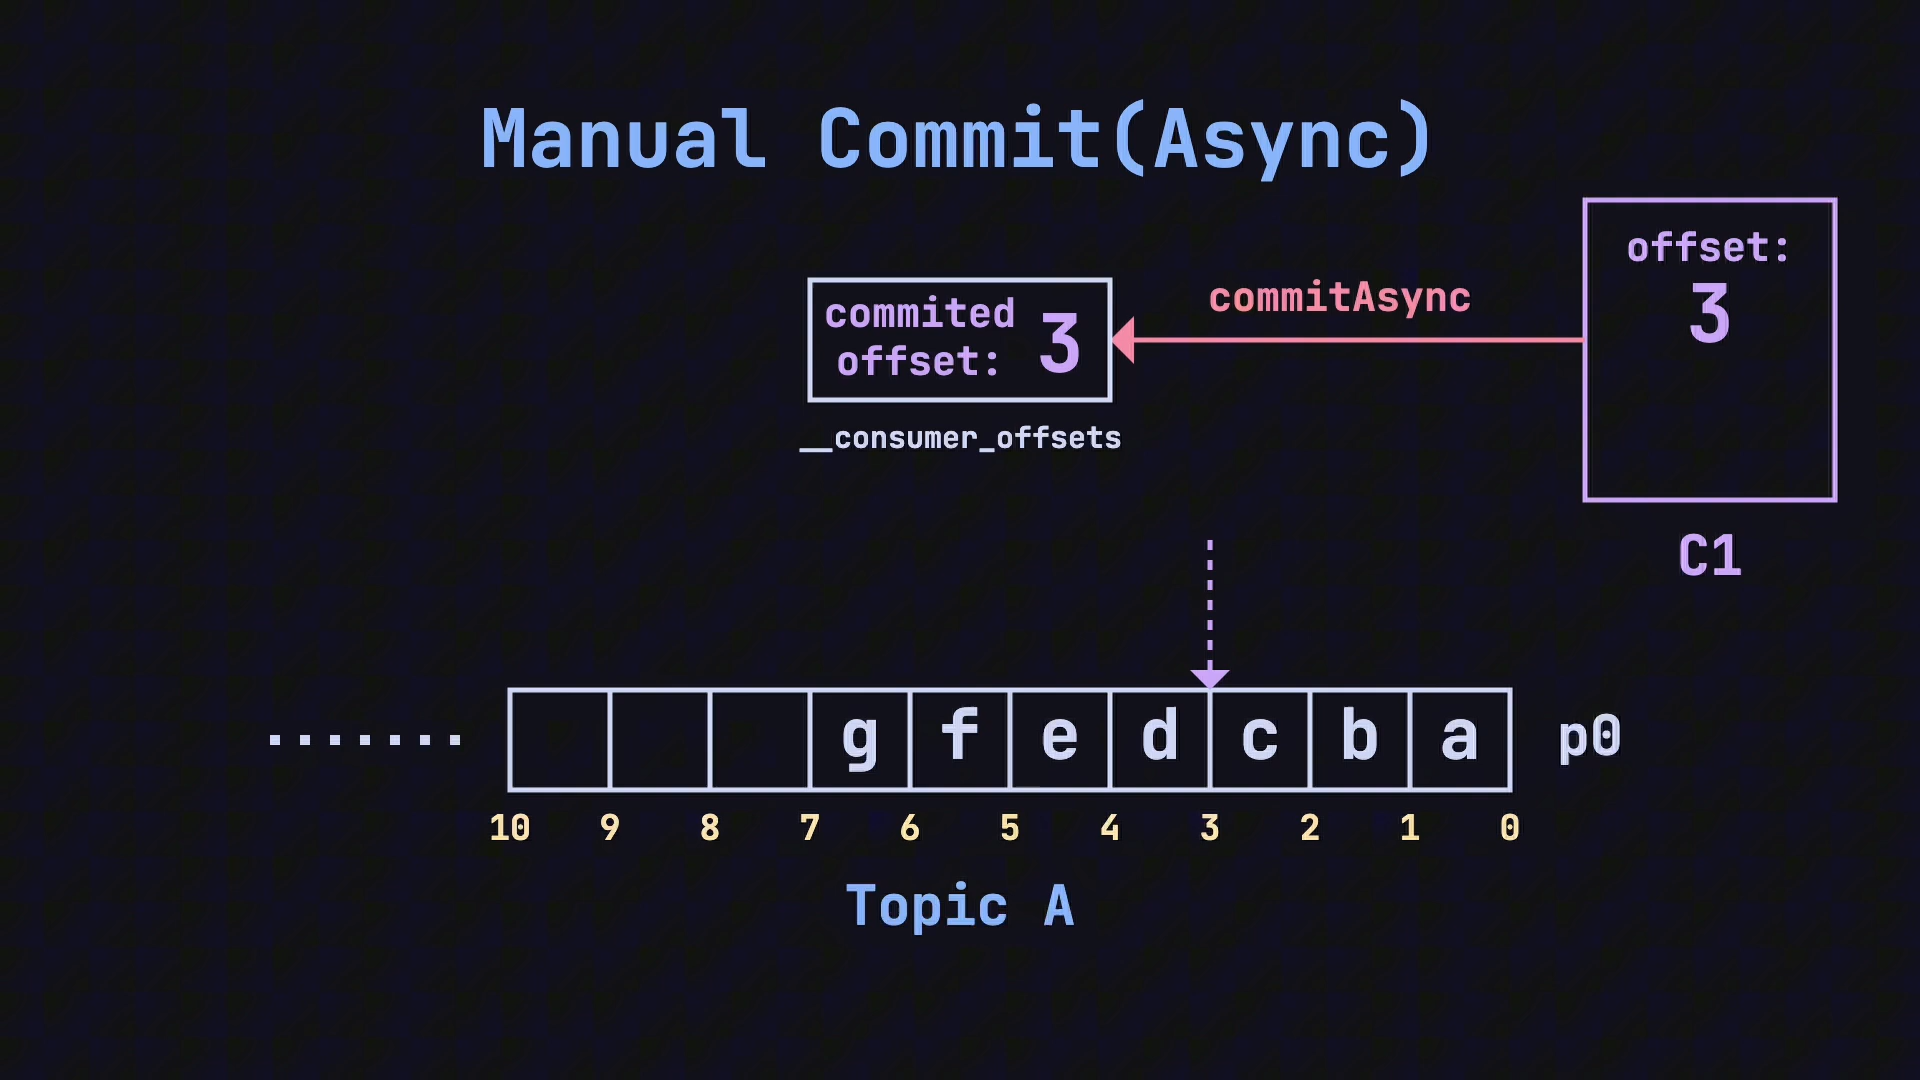 Manual Commit(Async)
offset:
3
commitAsync
commited
offset:
3
__consumer_offsets
C1
g f e d c b a
p0
10 9 8 7 6 5 4 3 2 1 0
Topic A